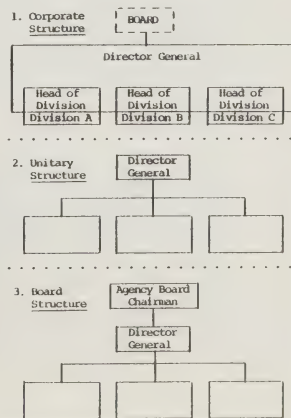 1. Corporate
Structure
BOARD
Director General
Head of
Division
Division A
Head of
Division
Division B
Head of
Division
Division C
2. Unitary
Structure
Director
General
3. Board
Structure
Agency Board
Chairman
Director
General